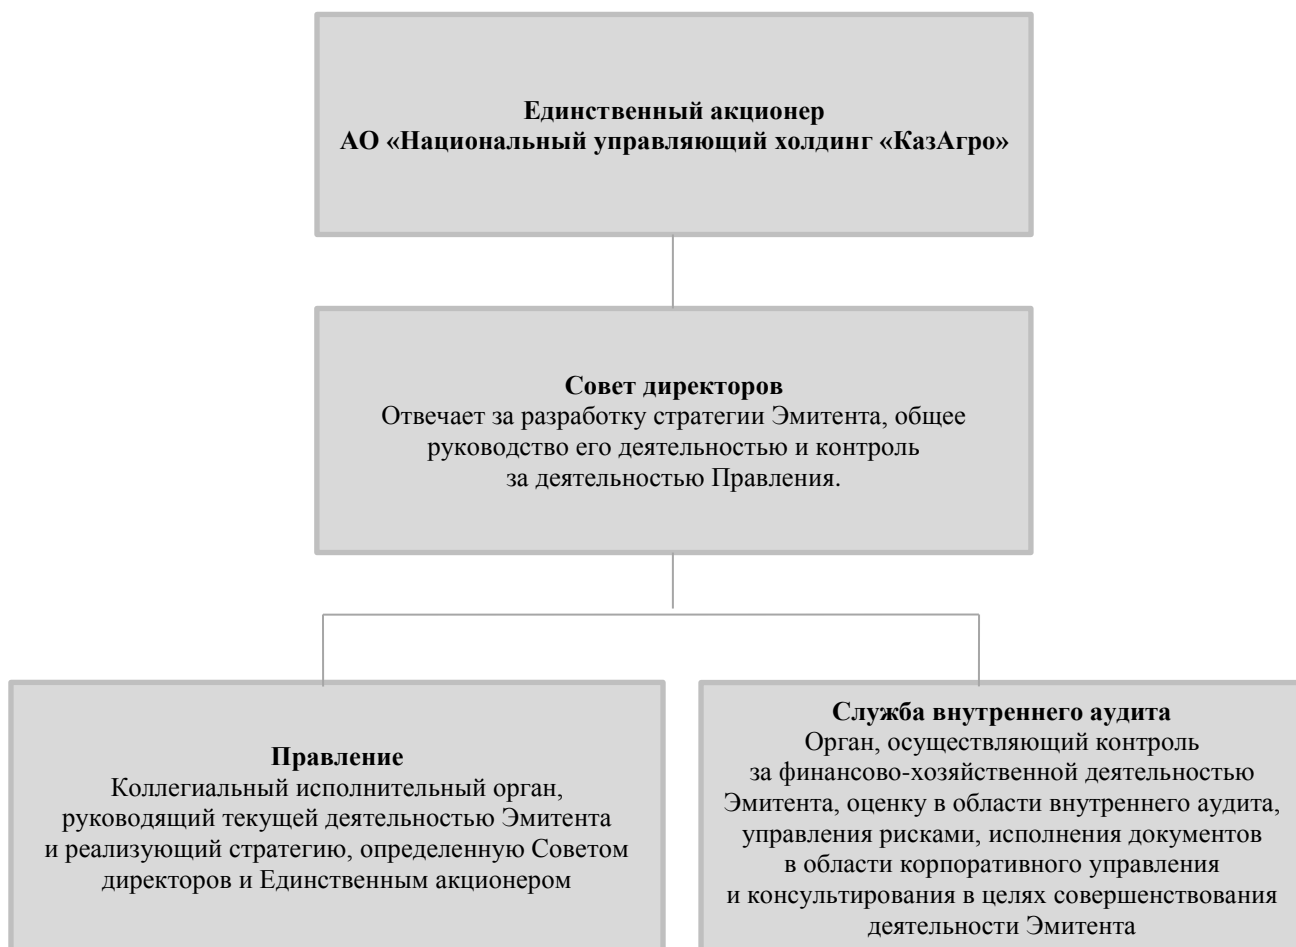 Единственный акционер
АО «Национальный управляющий холдинг «КазАгро»
Совет директоров
Отвечает за разработку стратегии Эмитента, общее
руководство его деятельностью и контроль
за деятельностью Правления.
Правление
Коллегиальный исполнительный орган,
руководящий текущей деятельностью Эмитента
и реализующий стратегию, определенную Советом
директоров и Единственным акционером
Служба внутреннего аудита
Орган, осуществляющий контроль
за финансово-хозяйственной деятельностью
Эмитента, оценку в области внутреннего аудита,
управления рисками, исполнения документов
в области корпоративного управления
и консультирования в целях совершенствования
деятельности Эмитента